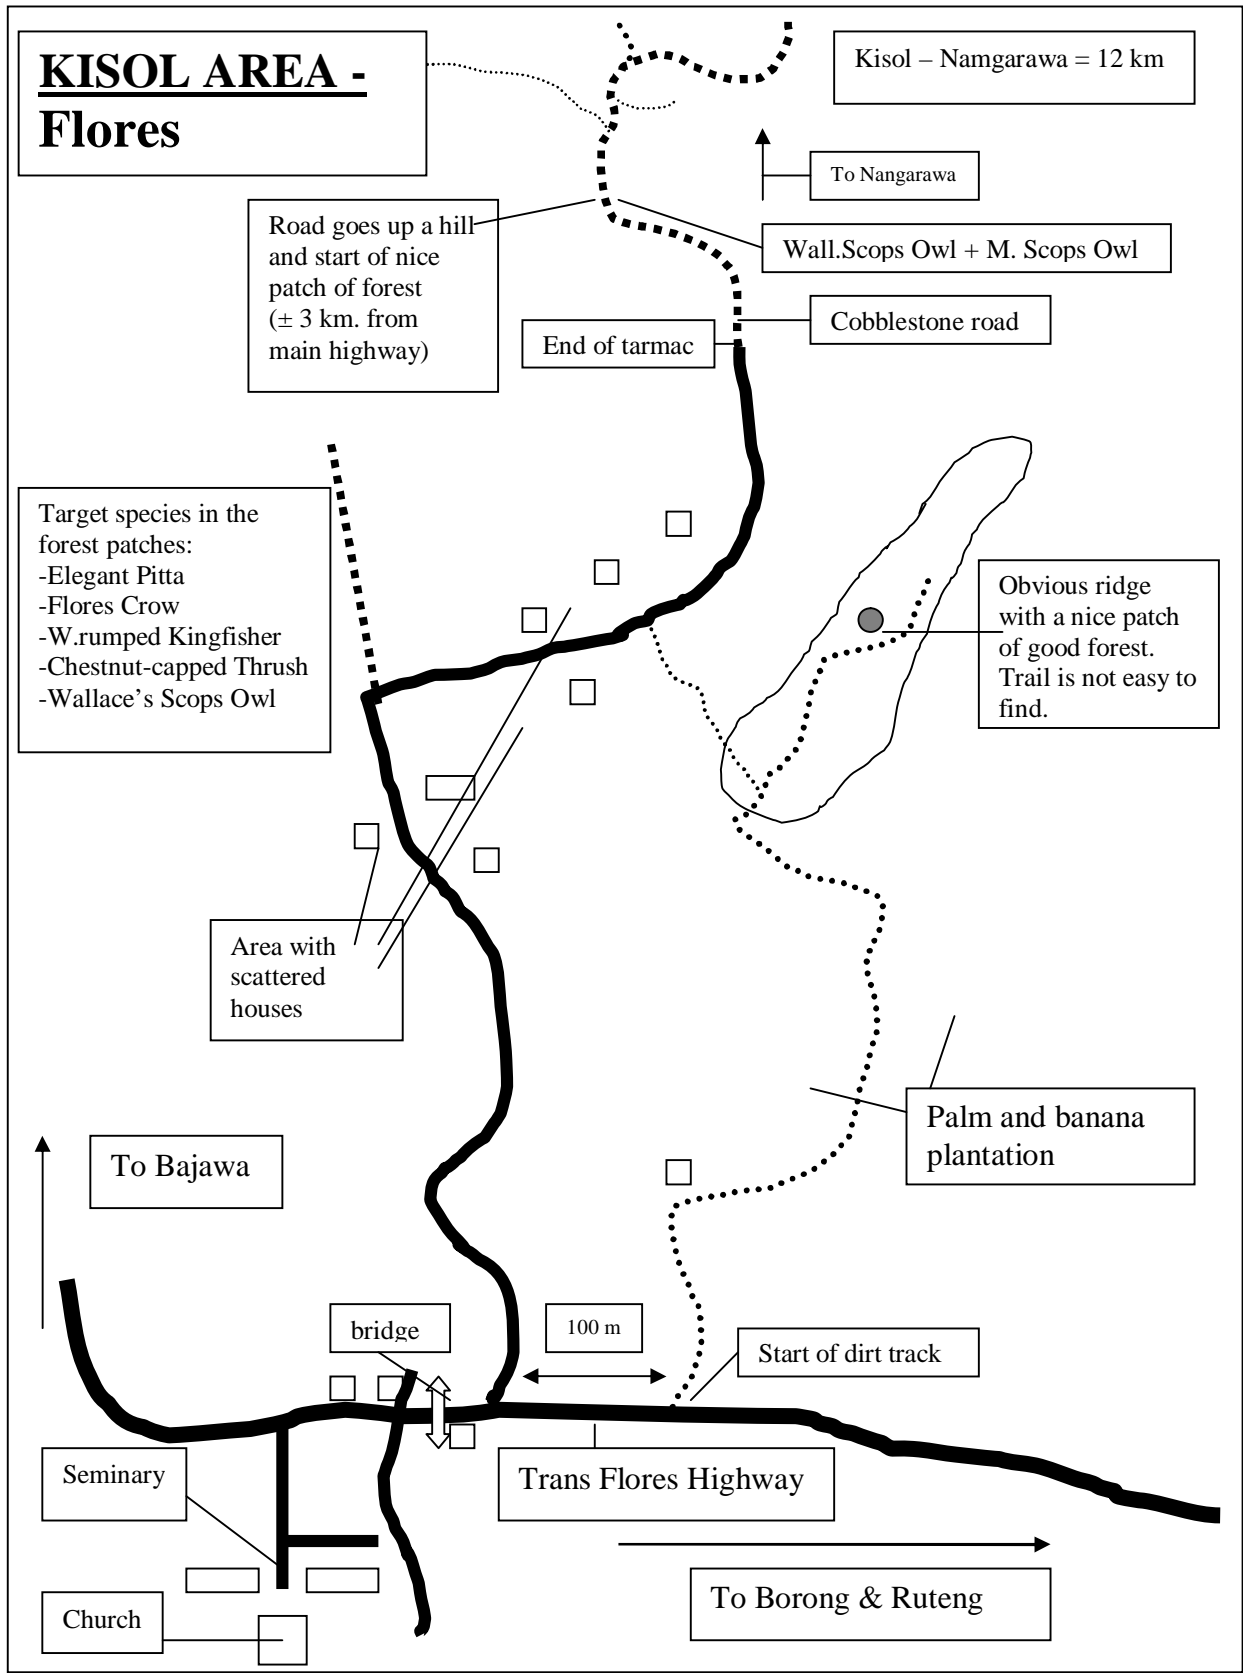 KISOL AREA -
Flores
Kisol – Namgarawa = 12 km
To Nangarawa
Road goes up a hill
and start of nice
patch of forest
(± 3 km. from
main highway)
Wall.Scops Owl + M. Scops Owl
Cobblestone road
End of tarmac
Target species in the
forest patches:
-Elegant Pitta
-Flores Crow
-W.rumped Kingfisher
-Chestnut-capped Thrush
-Wallace's Scops Owl
Obvious ridge
with a nice patch
of good forest.
Trail is not easy to
find.
Area with
scattered
houses
Palm and banana
plantation
To Bajawa
bridge
100 m
Start of dirt track
Seminary
Trans Flores Highway
Church
To Borong & Ruteng